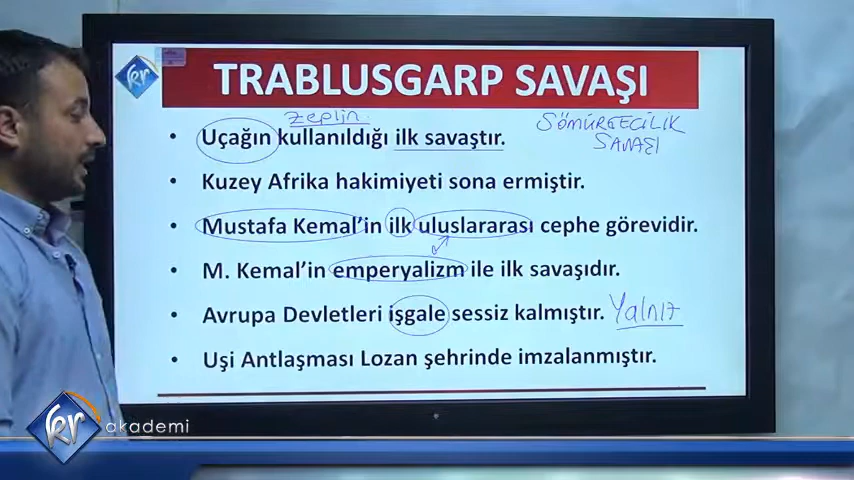 TRABLUSGARP SAVAŞI
zeplin
SÖMÜRGECİLİK
SAVAŞI
• Uçağın kullanıldığı ilk savaştır.
• Kuzey Afrika hakimiyeti sona ermiştir.
• Mustafa Kemal'in ilk uluslararası cephe görevidir.
• M. Kemal'in emperyalizm ile ilk savaşıdır.
• Avrupa Devletleri işgale sessiz kalmıştır. Yalnız
• Uşi Antlaşması Lozan şehrinde imzalanmıştır.
kr
kr akademi